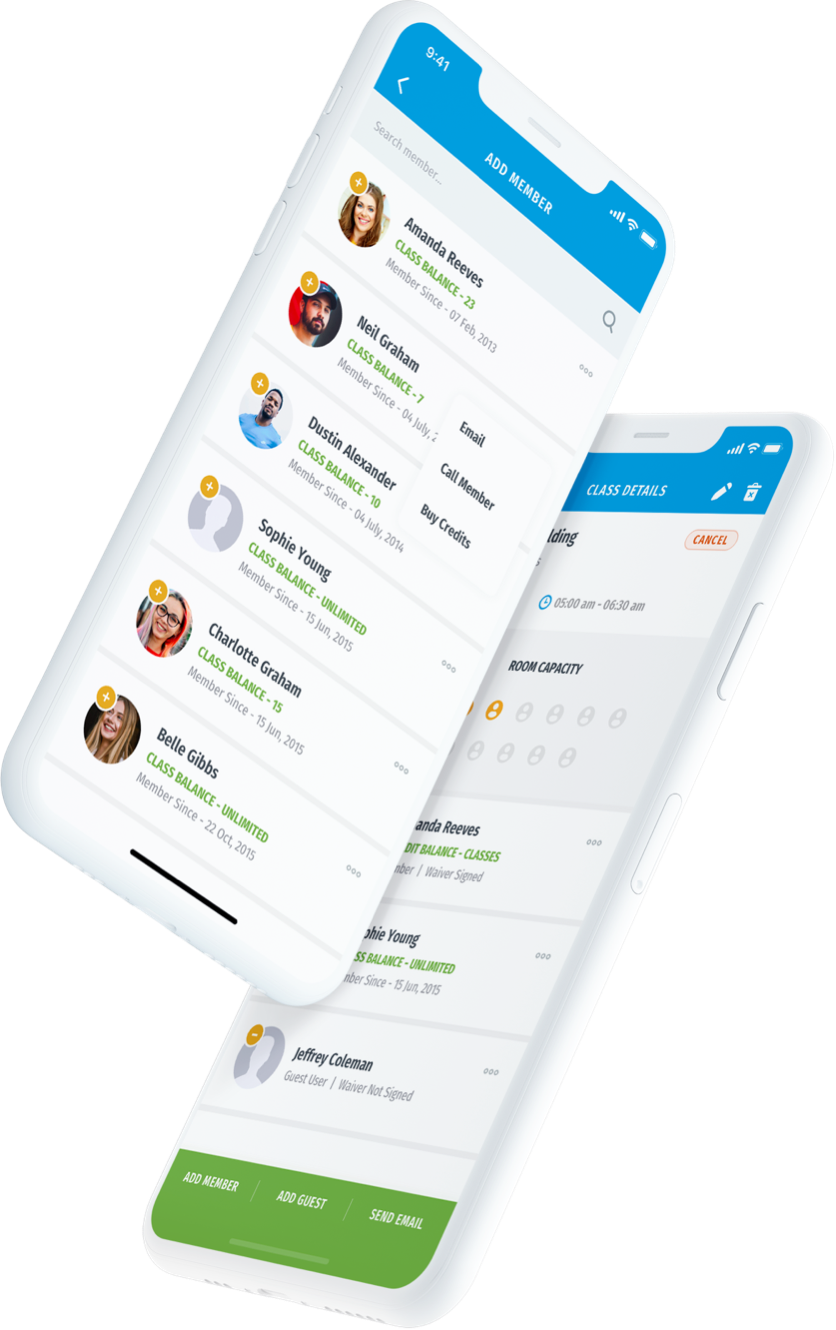 9:41
ADD MEMBER
Search member...
Amanda Reeves
CLASS BALANCE - 23
Member Since - 07 Feb, 2013
Neil Graham
CLASS BALANCE - 7
Member Since - 04 July,
Email
Call Member
Buy Credits
Dustin Alexander
CLASS BALANCE - 10
Member Since - 04 July, 2014
Sophie Young
CLASS BALANCE - UNLIMITED
Member Since - 15 Jun, 2015
Charlotte Graham
CLASS BALANCE - 15
Member Since - 15 Jun, 2015
Belle Gibbs
CLASS BALANCE - UNLIMITED
Member Since - 22 Oct, 2015
CLASS DETAILS
lding
CANCEL
05:00 am - 06:30 am
ROOM CAPACITY
anda Reeves
DIT BALANCE - CLASSES
mber | Waiver Signed
phie Young
SS BALANCE - UNLIMITED
mber Since - 15 Jun, 2015
Jeffrey Coleman
Guest User | Waiver Not Signed
ADD MEMBER
ADD GUEST
SEND EMAIL